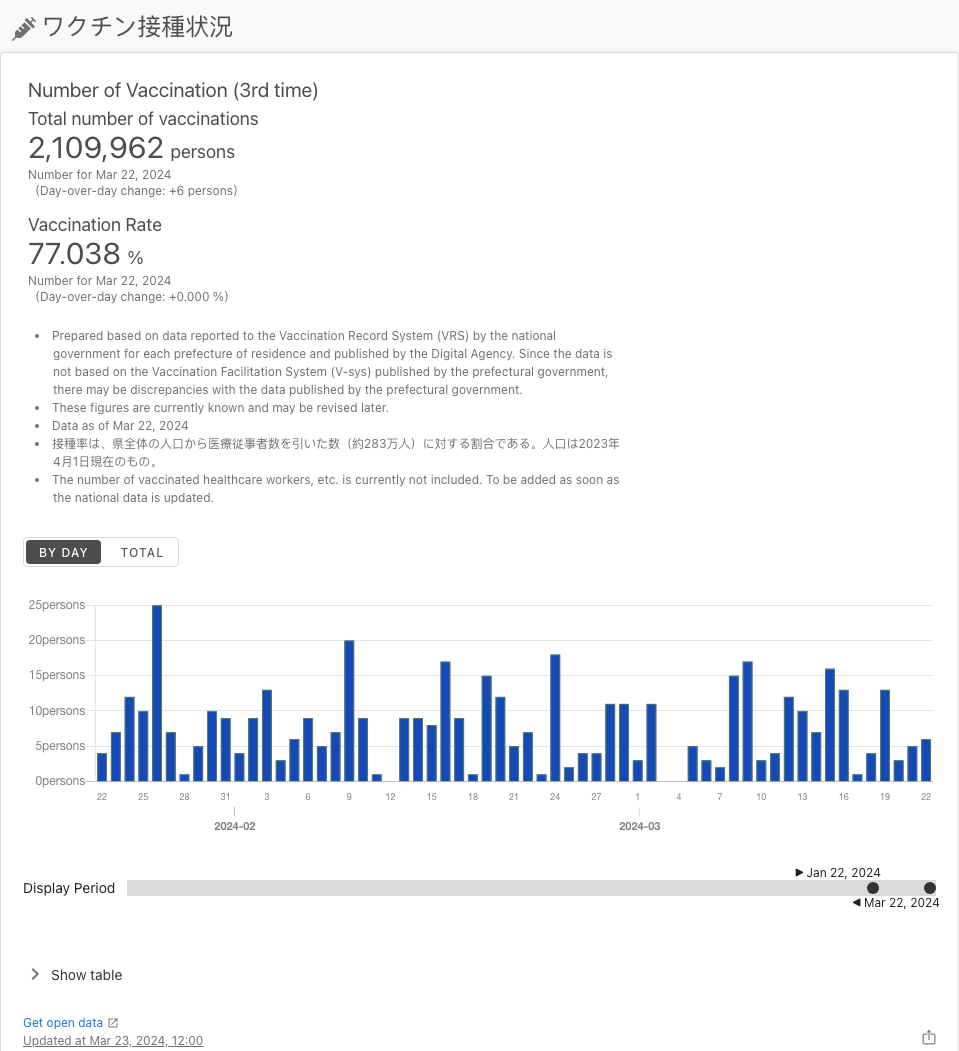 ワクチン接種状況
Number of Vaccination (3rd time)
Total number of vaccinations
2,109,962 persons
Number for Mar 22, 2024
(Day-over-day change: +6 persons)
Vaccination Rate
77.038 %
Number for Mar 22, 2024
(Day-over-day change: +0.000 %)
• Prepared based on data reported to the Vaccination Record System (VRS) by the national
government for each prefecture of residence and published by the Digital Agency. Since the data is
not based on the Vaccination Facilitation System (V-sys) published by the prefectural government,
there may be discrepancies with the data published by the prefectural government.
• These figures are currently known and may be revised later.
• Data as of Mar 22, 2024
• 接種率は、県全体の人口から医療従事者数を引いた数（約283万人）に対する割合である。人口は2023年
4月1日現在のもの。
• The number of vaccinated healthcare workers, etc. is currently not included. To be added as soon as
the national data is updated.
BY DAY TOTAL
25persons
20persons
15persons
10persons
5persons
0persons
22 25 28 31 3 6 9 12 15 18 21 24 27 1 4 7 10 13 16 19 22
2024-02 2024-03
▶ Jan 22, 2024
Display Period
◀ Mar 22, 2024
Show table
Get open data
Updated at Mar 23, 2024, 12:00